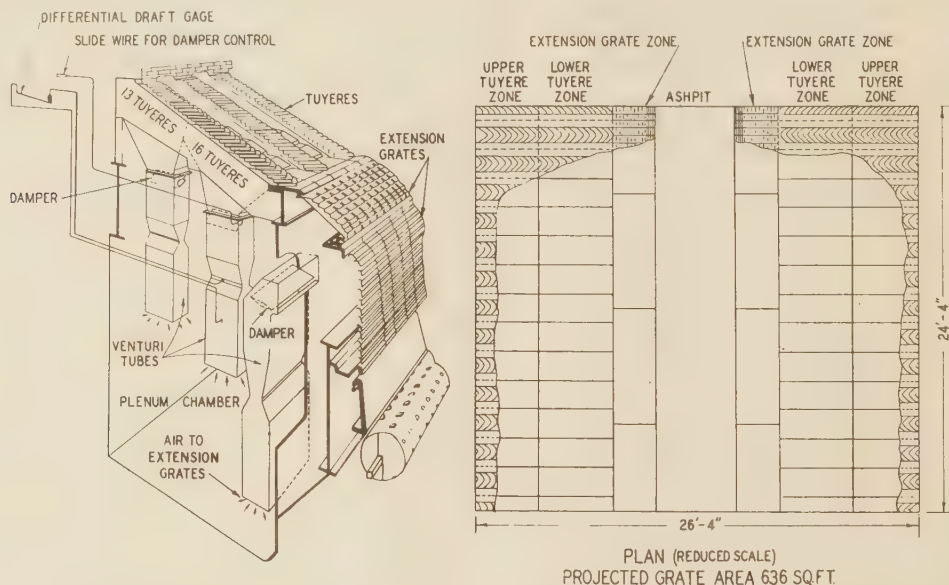 DIFFERENTIAL DRAFT GAGE
SLIDE WIRE FOR DAMPER CONTROL
TUYERES
13 TUYERES
16 TUYERES
EXTENSION
GRATES
DAMPER
DAMPER
VENTURI
TUBES
PLENUM CHAMBER
AIR TO
EXTENSION
GRATES
EXTENSION GRATE ZONE
EXTENSION GRATE ZONE
UPPER
TUYERE
ZONE
LOWER
TUYERE
ZONE
ASHPIT
LOWER
TUYERE
ZONE
UPPER
TUYERE
ZONE
24'-4"
26'-4"
PLAN (REDUCED SCALE)
PROJECTED GRATE AREA 636 SQ.FT.